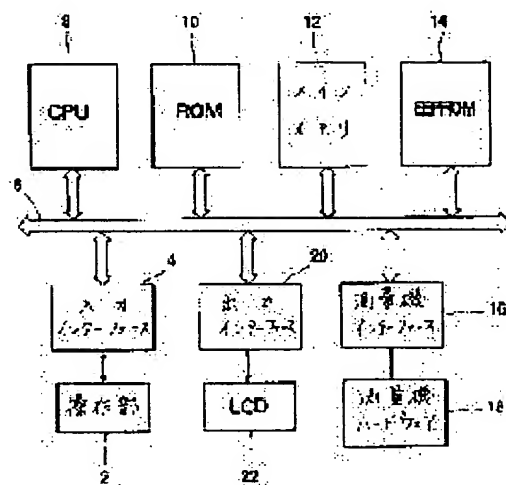 8
10
12
14
CPU
ROM
メイン
メモリ
EEPROM
6
4
20
入力
インターフェース
出力
インターフェース
測量機
インターフェース
16
操作部
LCD
測量機
ハードウェア
18
2
22